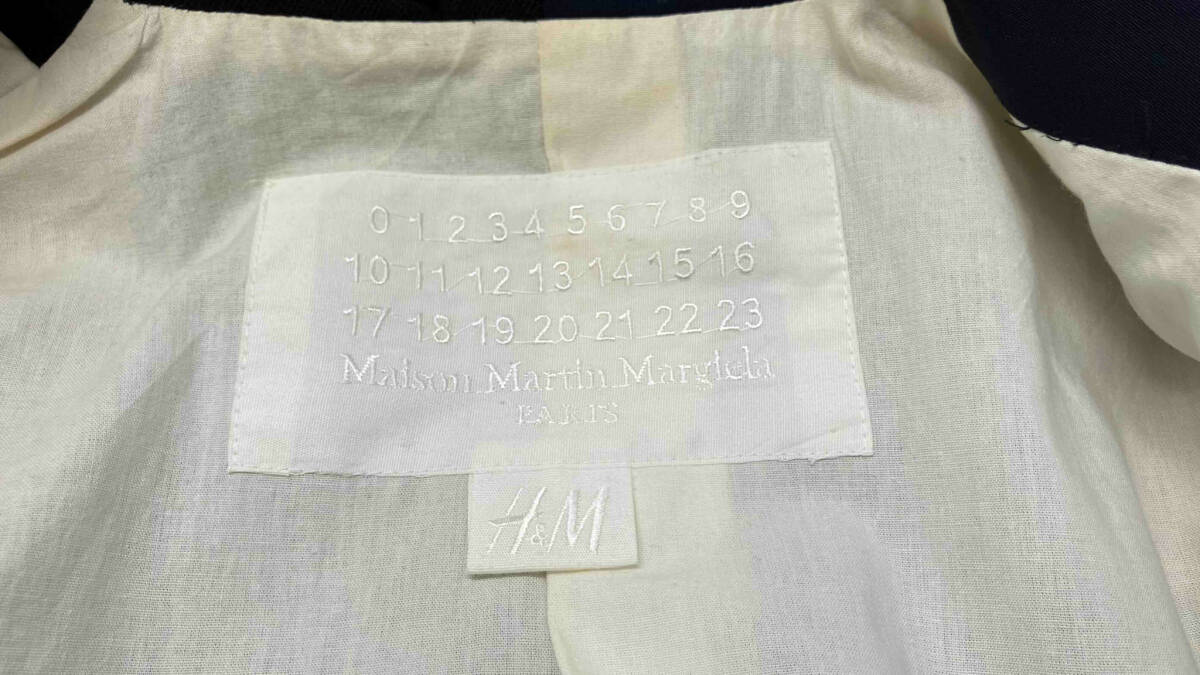 0 1 2 3 4 5 6 7 8 9
10 11 12 13 14 15 16
17 18 19 20 21 22 23
Maison Martin Margiela
PARIS
H&M